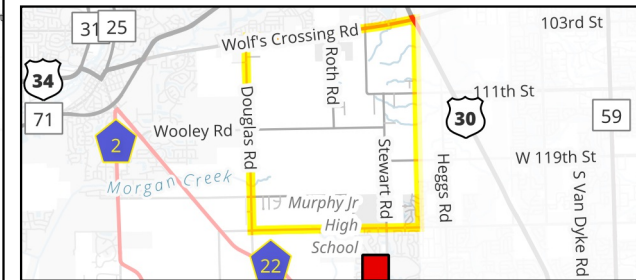 31
25
103rd St
Wolf's Crossing Rd
Roth Rd
34
71
111th St
30
59
Douglas Rd
Wooley Rd
2
Stewart Rd
Heggs Rd
W 119th St
S Van Dyke Rd
Morgan Creek
Murphy Jr
High
School
22